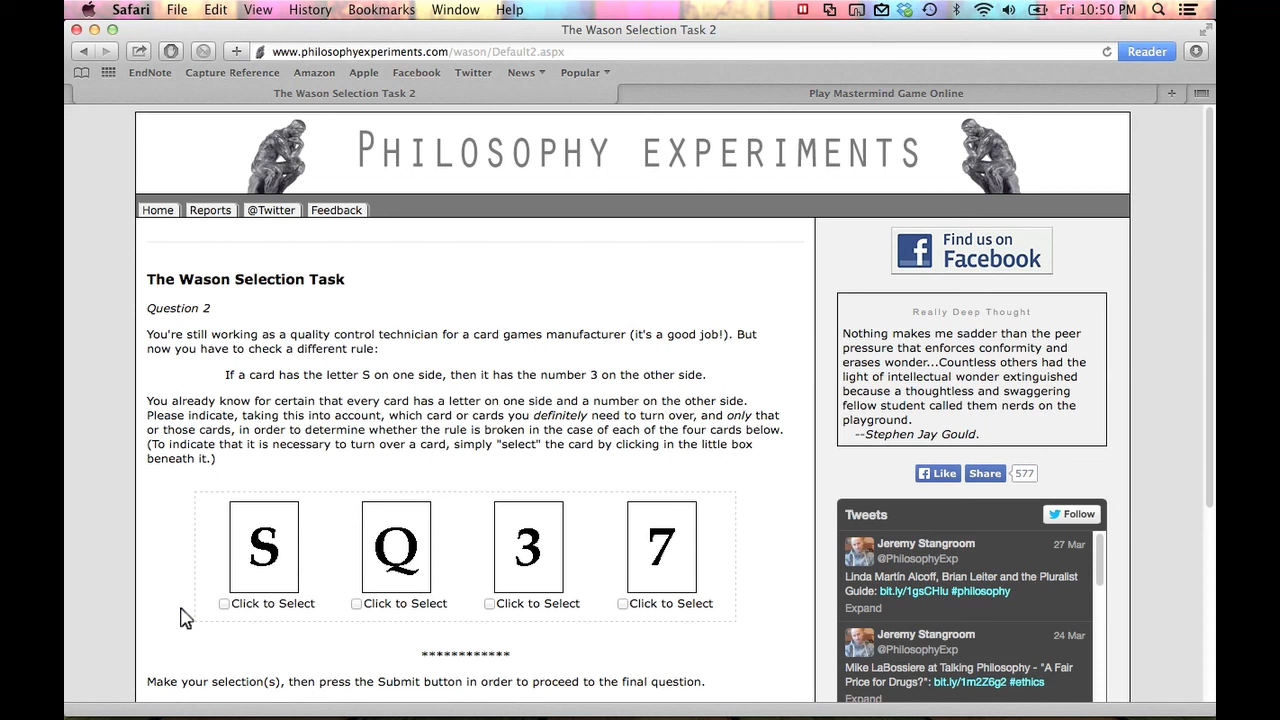 Safari File Edit View History Bookmarks Window Help Fri 10:50 PM
The Wason Selection Task 2
www.philosophyexperiments.com/wason/Default2.aspx Reader
EndNote Capture Reference Amazon Apple Facebook Twitter News Popular
The Wason Selection Task 2 Play Mastermind Game Online
PHILOSOPHY EXPERIMENTS
Home Reports @Twitter Feedback
The Wason Selection Task
Question 2
You're still working as a quality control technician for a card games manufacturer (it's a good job!). But
now you have to check a different rule:
If a card has the letter S on one side, then it has the number 3 on the other side.
You already know for certain that every card has a letter on one side and a number on the other side.
Please indicate, taking this into account, which card or cards you definitely need to turn over, and only that
or those cards, in order to determine whether the rule is broken in the case of each of the four cards below.
(To indicate that it is necessary to turn over a card, simply "select" the card by clicking in the little box
beneath it.)
S Q 3 7
Click to Select Click to Select Click to Select Click to Select
************
Make your selection(s), then press the Submit button in order to proceed to the final question.
Find us on
Facebook
Really Deep Thought
Nothing makes me sadder than the peer
pressure that enforces conformity and
erases wonder...Countless others had the
light of intellectual wonder extinguished
because a thoughtless and swaggering
fellow student called them nerds on the
playground.
--Stephen Jay Gould.
Like Share 577
Tweets Follow
Jeremy Stangroom 27 Mar
@PhilosophyExp
Linda Martín Alcoff, Brian Leiter and the Pluralist
Guide: bit.ly/1gsCHlu #philosophy
Expand
Jeremy Stangroom 24 Mar
@PhilosophyExp
Mike LaBossiere at Talking Philosophy - "A Fair
Price for Drugs?": bit.ly/1m2Z6g2 #ethics
Expand